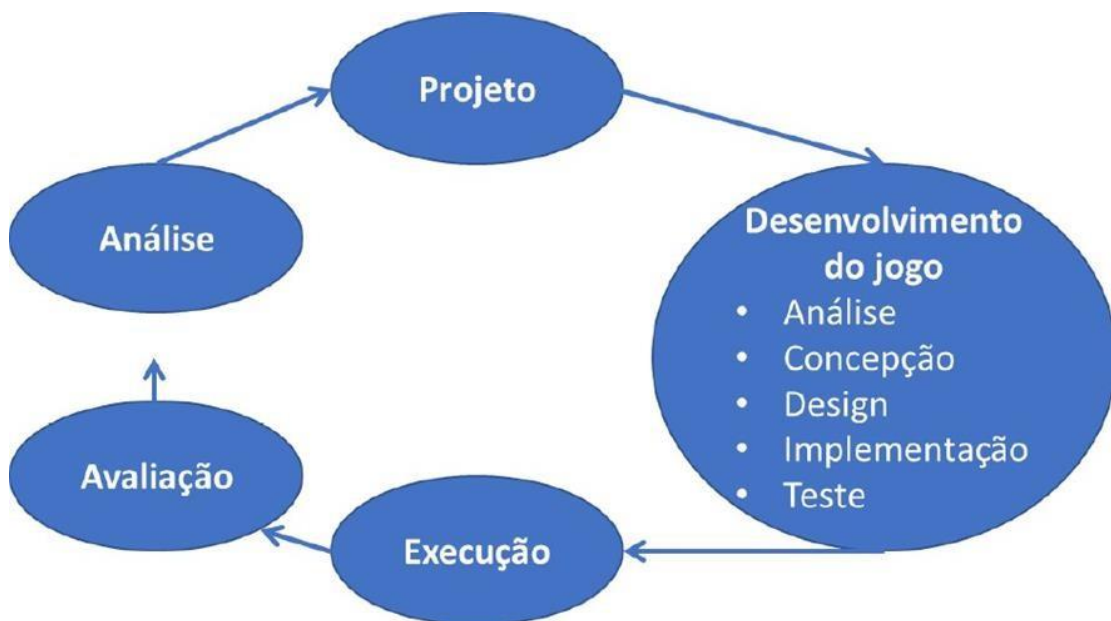 Projeto
Análise
Desenvolvimento
do jogo
• Análise
• Concepção
• Design
• Implementação
• Teste
Avaliação
Execução